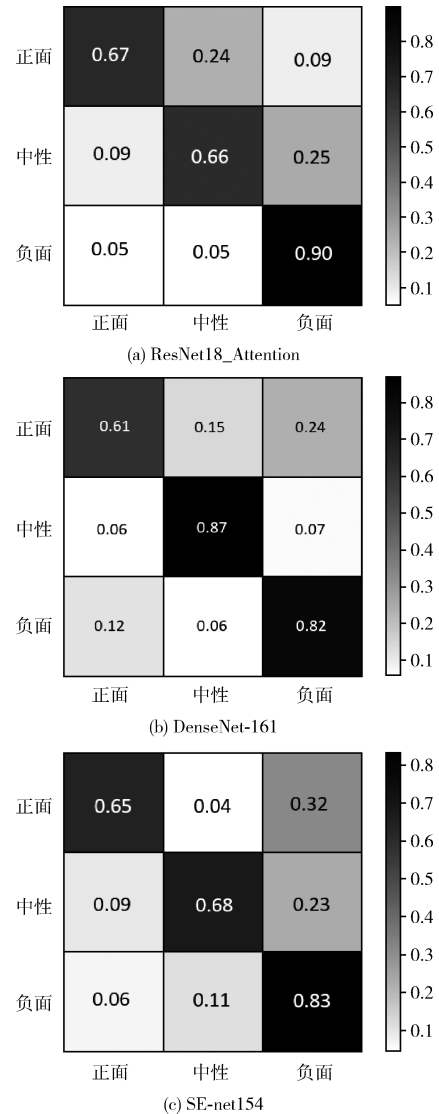 正面 0.67 0.24 0.09
中性 0.09 0.66 0.25
负面 0.05 0.05 0.90
正面 中性 负面
0.8
0.7
0.6
0.5
0.4
0.3
0.2
0.1
(a) ResNet18_Attention
正面 0.61 0.15 0.24
中性 0.06 0.87 0.07
负面 0.12 0.06 0.82
正面 中性 负面
0.8
0.7
0.6
0.5
0.4
0.3
0.2
0.1
(b) DenseNet-161
正面 0.65 0.04 0.32
中性 0.09 0.68 0.23
负面 0.06 0.11 0.83
正面 中性 负面
0.8
0.7
0.6
0.5
0.4
0.3
0.2
0.1
(c) SE-net154